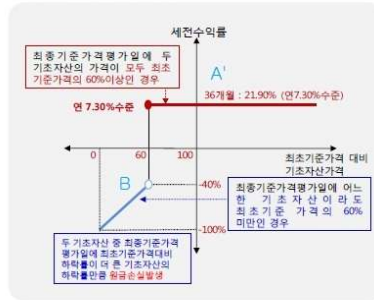 세전수익률
최종기준가격평가일에 두
기초자산의 가격이 모두 최초
기준가격의 60%이상인 경우
A'
36개월 : 21.90% (연7.30%수준)
연 7.30%수준
0
60
100
최초기준가격 대비
기초자산가격
B
-40%
최종기준가격평가일에 어느
한 기초자산이라도
최초기준 가격의 60%
미만인 경우
-100%
두 기초자산 중 최종기준가격
평가일에 최초기준가격대비
하락률이 더 큰 기초자산의
하락률만큼 원금손실발생